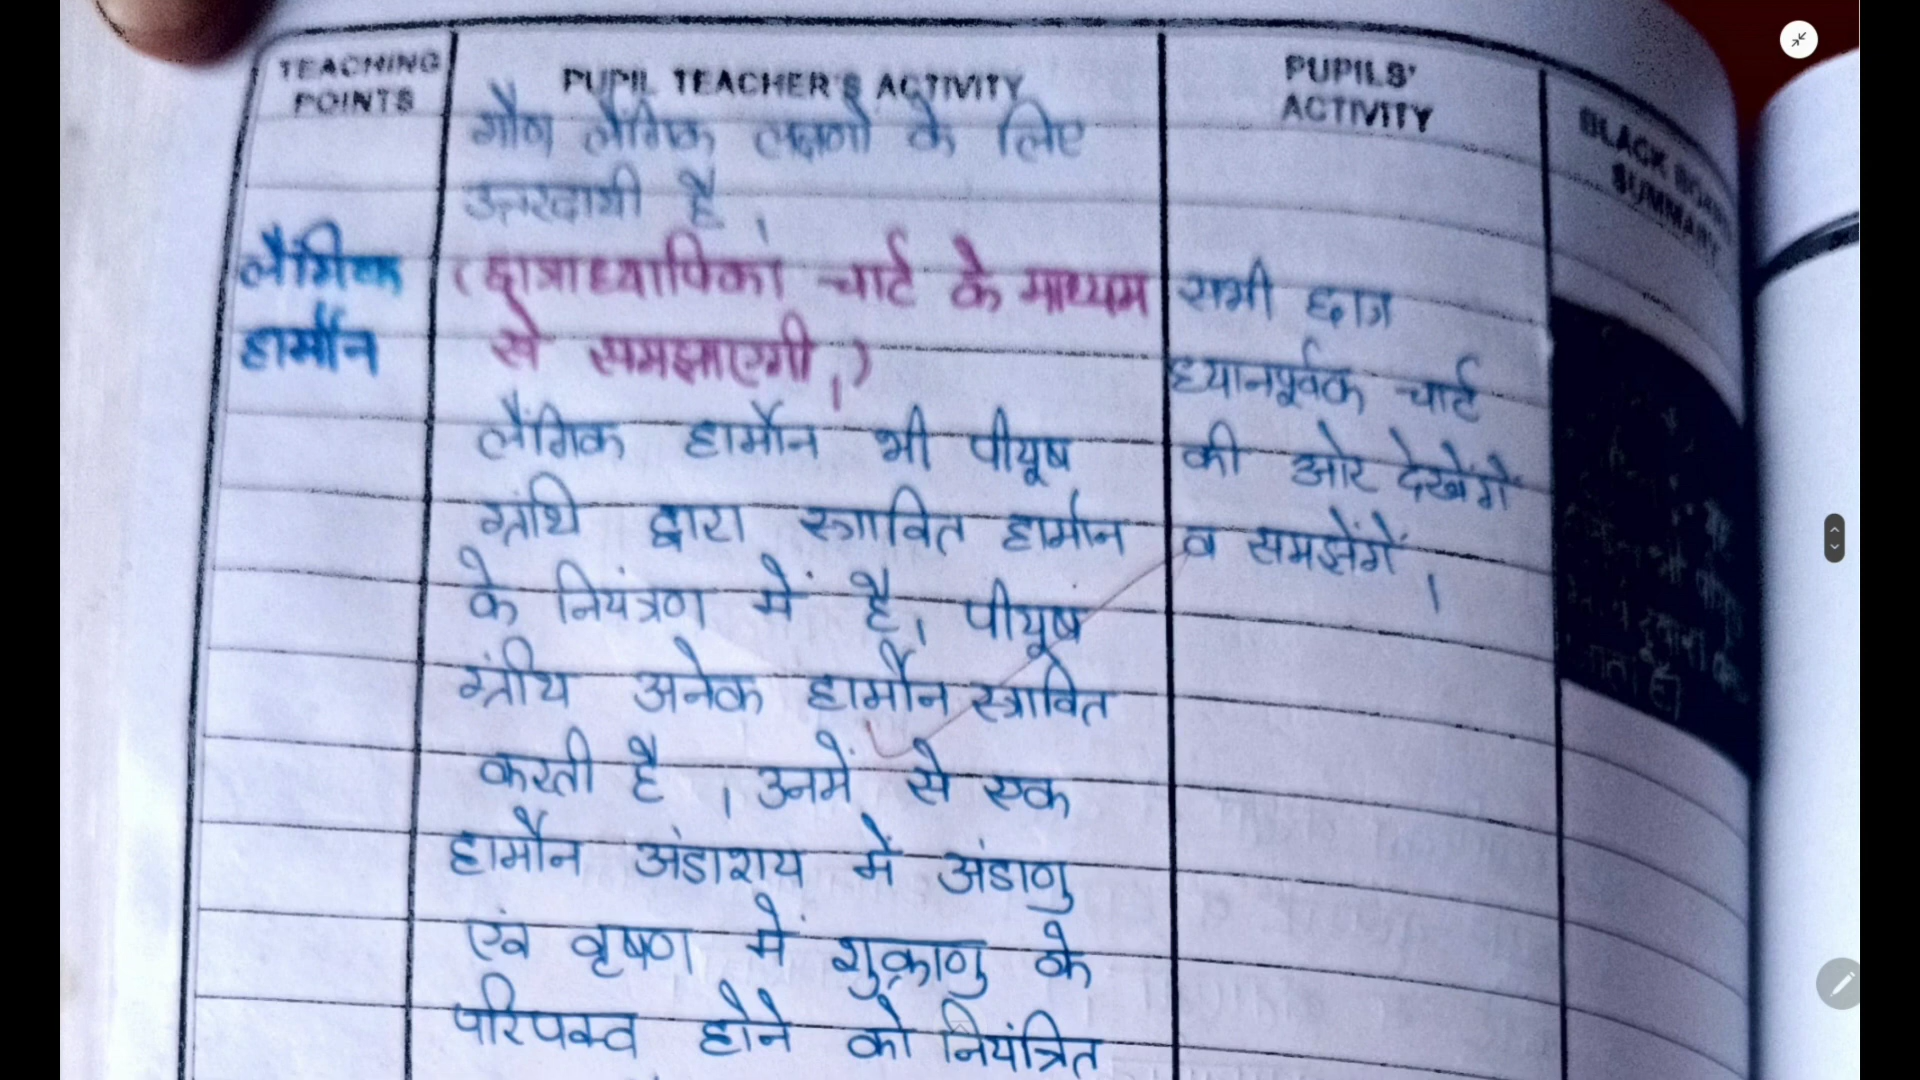 TEACHING
POINTS
PUPIL TEACHER'S ACTIVITY
PUPILS'
ACTIVITY
BLACK BOARD
SUMMARY
गौण लैंगिक लक्षणों के लिए
उत्तरदायी है।
लैंगिक
हार्मोन
(छात्राध्यापिका चार्ट के माध्यम
से समझाएगी।)
लैंगिक हार्मोन भी पीयूष
ग्रंथि द्वारा स्त्रावित हार्मोन
के नियंत्रण में है। पीयूष
ग्रंथि अनेक हार्मोन स्त्रावित
करती है। उनमें से एक
हार्मोन अंडाशय में अंडाणु
एवं वृषण में शुक्राणु के
परिपक्व होने को नियंत्रित
सभी छात्र
ध्यानपूर्वक चार्ट
की ओर देखेंगें
व समझेंगें।